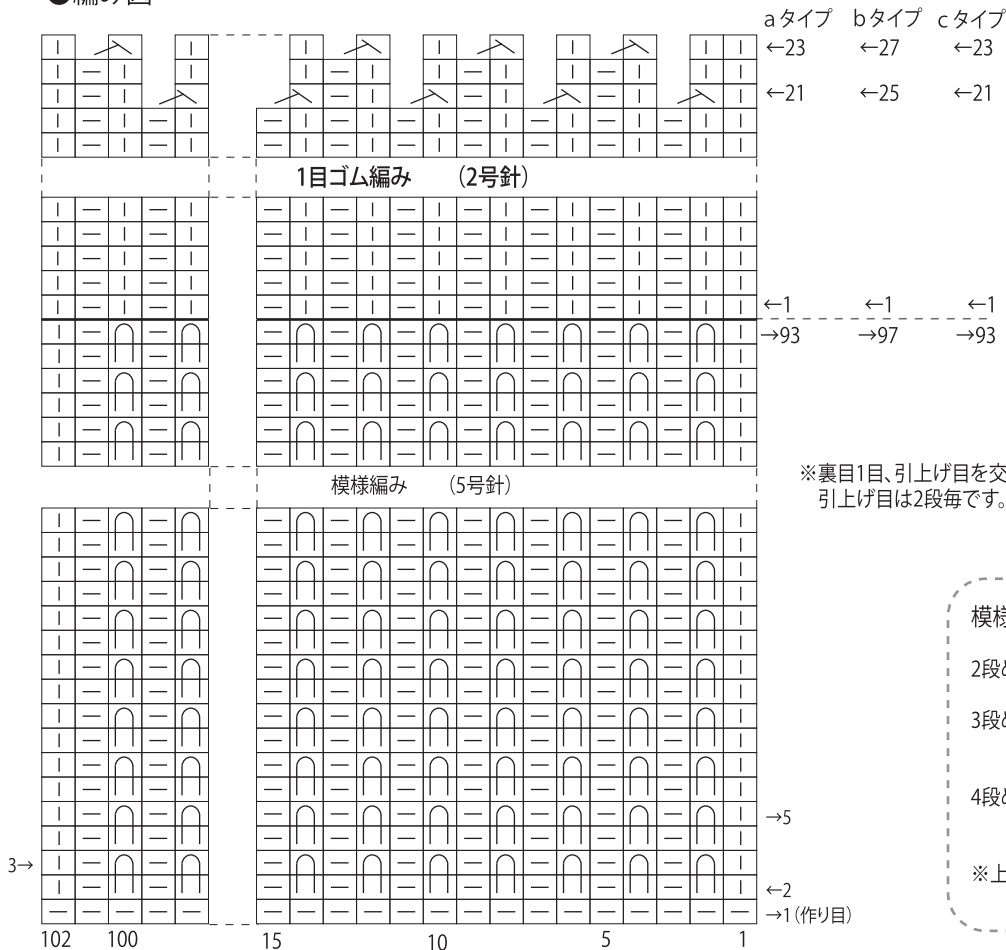 ●編み図
aタイプ bタイプ cタイプ
←23 ←27 ←23
←21 ←25 ←21
1目ゴム編み (2号針)
←1 ←1 ←1
→93 →97 →93
模様編み (5号針)
※裏目1目、引上げ目を交
引上げ目は2段毎です。
模様
2段め
3段め
4段め
※上
→5
3→
←2
→1(作り目)
102 100 15 10 5 1